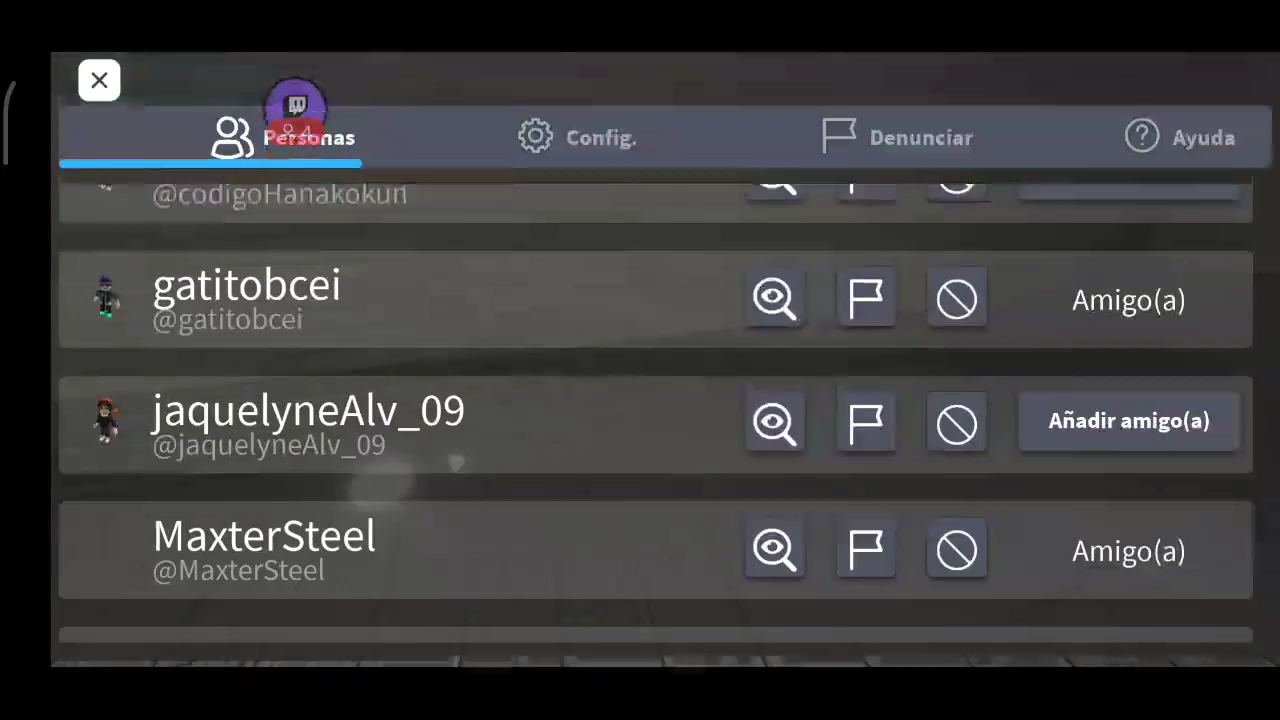 Personas
Config.
Denunciar
Ayuda
@codigoHanakokun
gatitobcei
@gatitobcei
Amigo(a)
jaquelyneAlv_09
@jaquelyneAlv_09
Añadir amigo(a)
MaxterSteel
@MaxterSteel
Amigo(a)